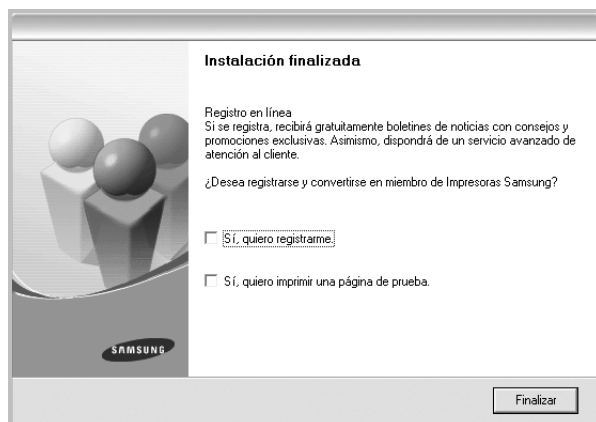 Instalación finalizada
Registro en línea
Si se registra, recibirá gratuitamente boletines de noticias con consejos y
promociones exclusivas. Asimismo, dispondrá de un servicio avanzado de
atención al cliente.
¿Desea registrarse y convertirse en miembro de Impresoras Samsung?
Sí, quiero registrarme.
Sí, quiero imprimir una página de prueba.
SAMSUNG
Finalizar